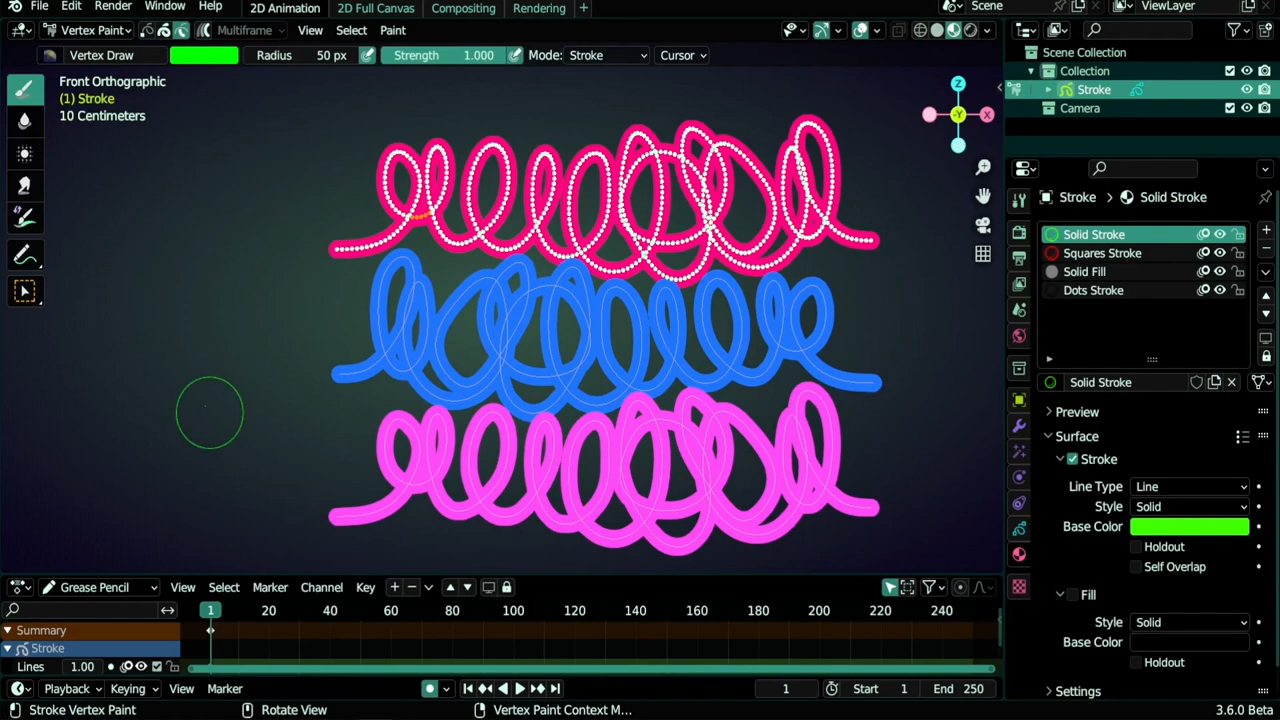 File Edit Render Window Help 2D Animation 2D Full Canvas Compositing Rendering + Scene ViewLayer
Vertex Paint Multiframe View Select Paint
Vertex Draw Radius 50 px Strength 1.000 Mode: Stroke Cursor
Front Orthographic
(1) Stroke
10 Centimeters
Z
-Y X
Scene Collection
Collection
Stroke
Camera
Stroke Solid Stroke
Solid Stroke
Squares Stroke
Solid Fill
Dots Stroke
Solid Stroke
Preview
Surface
Stroke
Line Type Line
Style Solid
Base Color
Holdout
Self Overlap
Fill
Style Solid
Base Color
Holdout
Settings
Grease Pencil View Select Marker Channel Key
1 20 40 60 80 100 120 140 160 180 200 220 240
Summary
Stroke
Lines 1.00
Playback Keying View Marker 1 Start 1 End 250
Stroke Vertex Paint Rotate View Vertex Paint Context M... 3.6.0 Beta